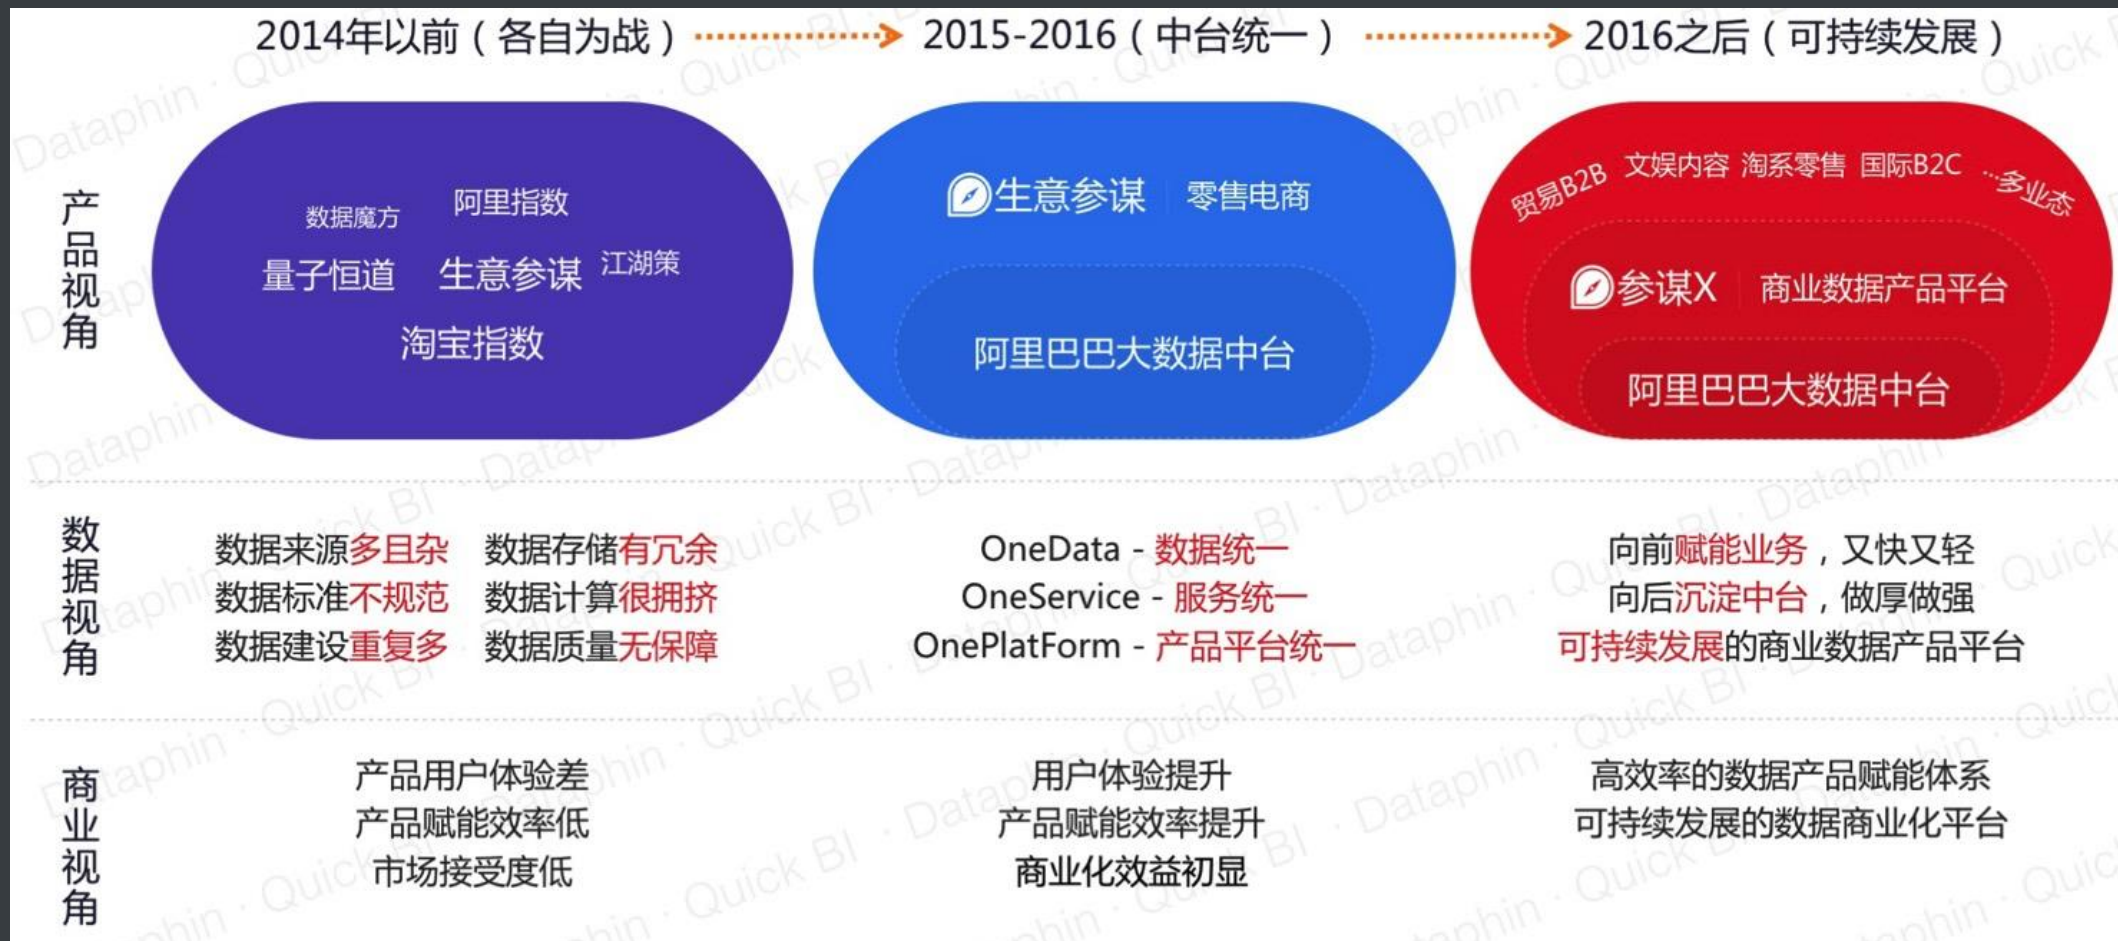 2014年以前（各自为战） 2015-2016（中台统一） 2016之后（可持续发展）
产品视角
数据魔方 阿里指数
量子恒道 生意参谋 江湖策
淘宝指数
生意参谋 零售电商
阿里巴巴大数据中台
贸易B2B 文娱内容 淘系零售 国际B2C ...多业态
参谋X 商业数据产品平台
阿里巴巴大数据中台
数据视角
数据来源多且杂 数据存储有冗余
数据标准不规范 数据计算很拥挤
数据建设重复多 数据质量无保障
OneData - 数据统一
OneService - 服务统一
OnePlatForm - 产品平台统一
向前赋能业务，又快又轻
向后沉淀中台，做厚做强
可持续发展的商业数据产品平台
商业视角
产品用户体验差
产品赋能效率低
市场接受度低
用户体验提升
产品赋能效率提升
商业化效益初显
高效率的数据产品赋能体系
可持续发展的数据商业化平台
Dataphin · Quick BI · Dataphin · Quick BI